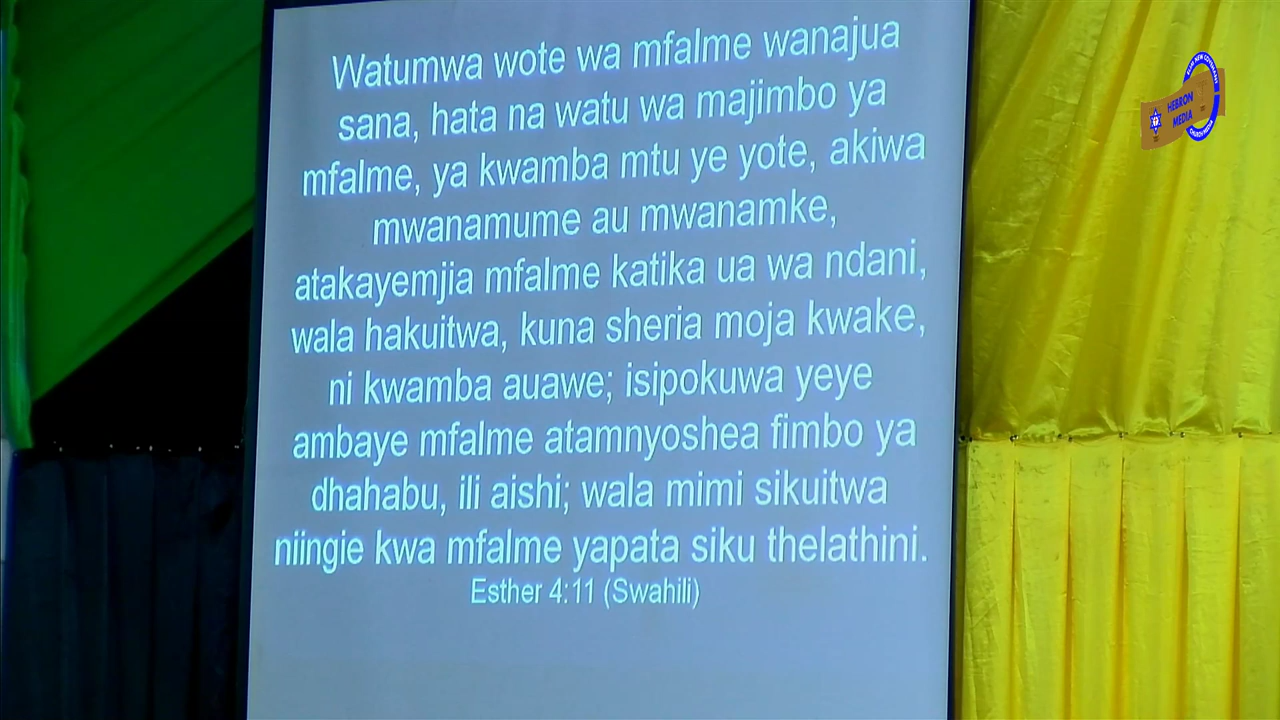 Watumwa wote wa mfalme wanajua
sana, hata na watu wa majimbo ya
mfalme, ya kwamba mtu ye yote, akiwa
mwanamume au mwanamke,
atakayemjia mfalme katika ua wa ndani,
wala hakuitwa, kuna sheria moja kwake,
ni kwamba auawe; isipokuwa yeye
ambaye mfalme atamnyoshea fimbo ya
dhahabu, ili aishi; wala mimi sikuitwa
niingie kwa mfalme yapata siku thelathini.
Esther 4:11 (Swahili)
HEBRON
MEDIA